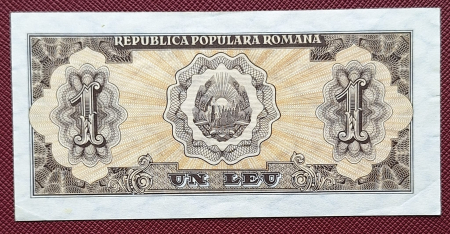 REPUBLICA POPULARA ROMANA
1 1
UN LEU